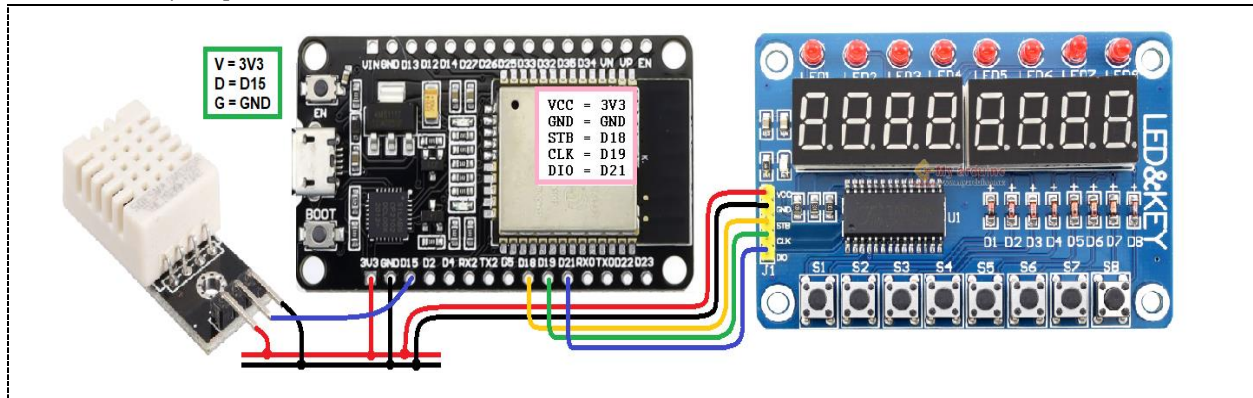 V = 3V3
D = D15
G = GND
VIN GND D13 D12 D14 D27 D26 D25 D33 D32 D35 D34 VN VP EN
EN
VCC = 3V3
GND = GND
STB = D18
CLK = D19
DIO = D21
BOOT
3V3 GND D15 D2 D4 RX2 TX2 D5 D18 D19 D21 RX0 TX0 D22 D23
LED1 LED2 LED3 LED4 LED5 LED6 LED7 LED8
LED&KEY
VCC
GND
STB
CLK
DIO
J1
U1
D1 D2 D3 D4 D5 D6 D7 D8
S1 S2 S3 S4 S5 S6 S7 S8